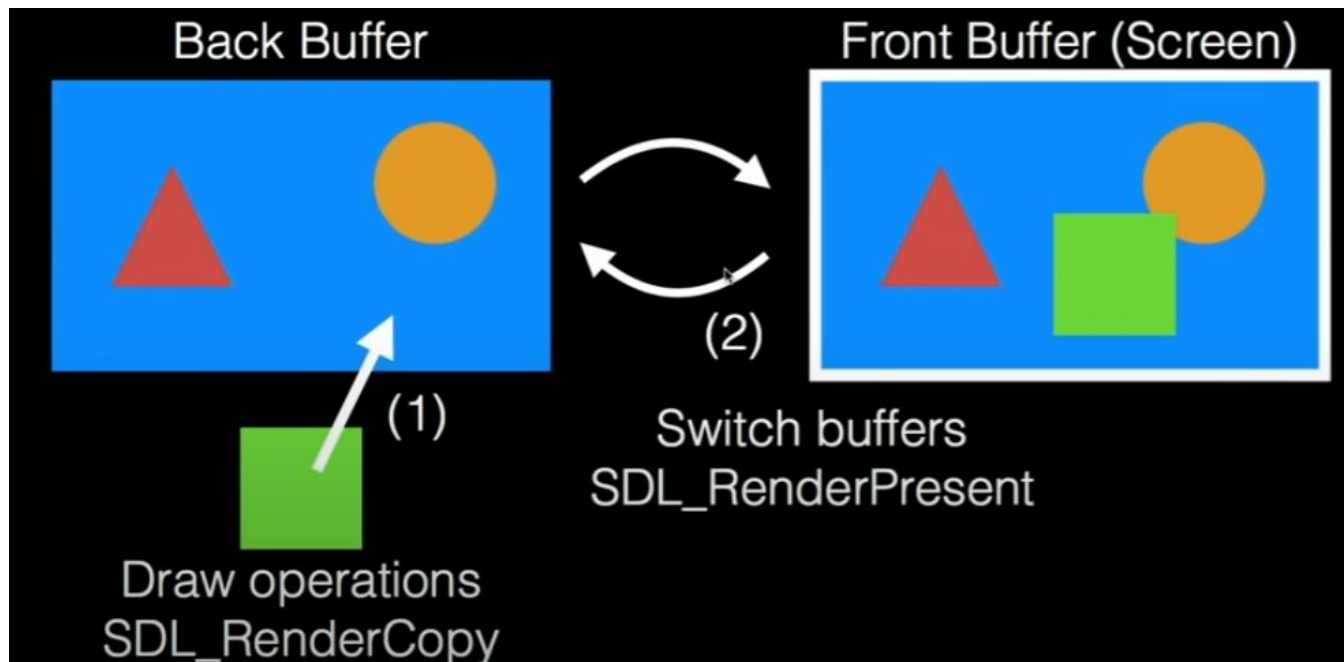 Back Buffer
Front Buffer (Screen)
(1)
(2)
Switch buffers
SDL_RenderPresent
Draw operations
SDL_RenderCopy